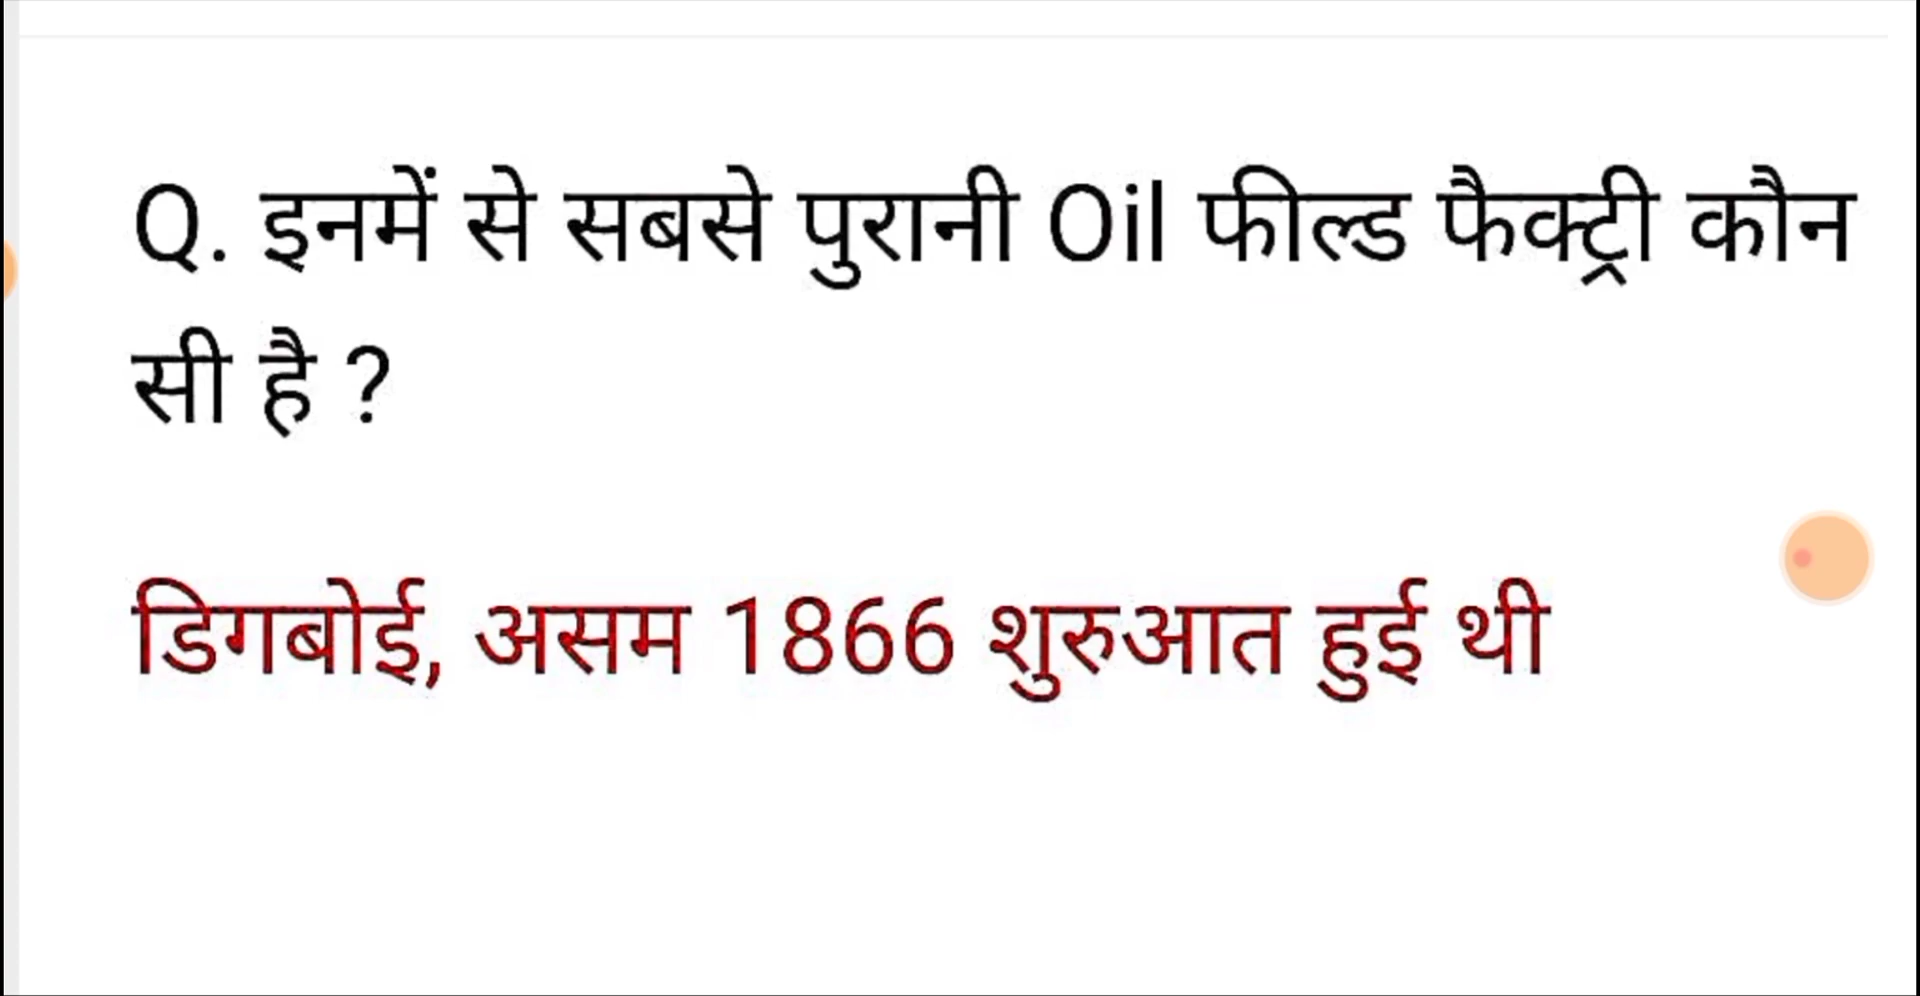 Q. इनमें से सबसे पुरानी Oil फील्ड फैक्ट्री कौन
सी है ?
डिगबोई, असम 1866 शुरुआत हुई थी